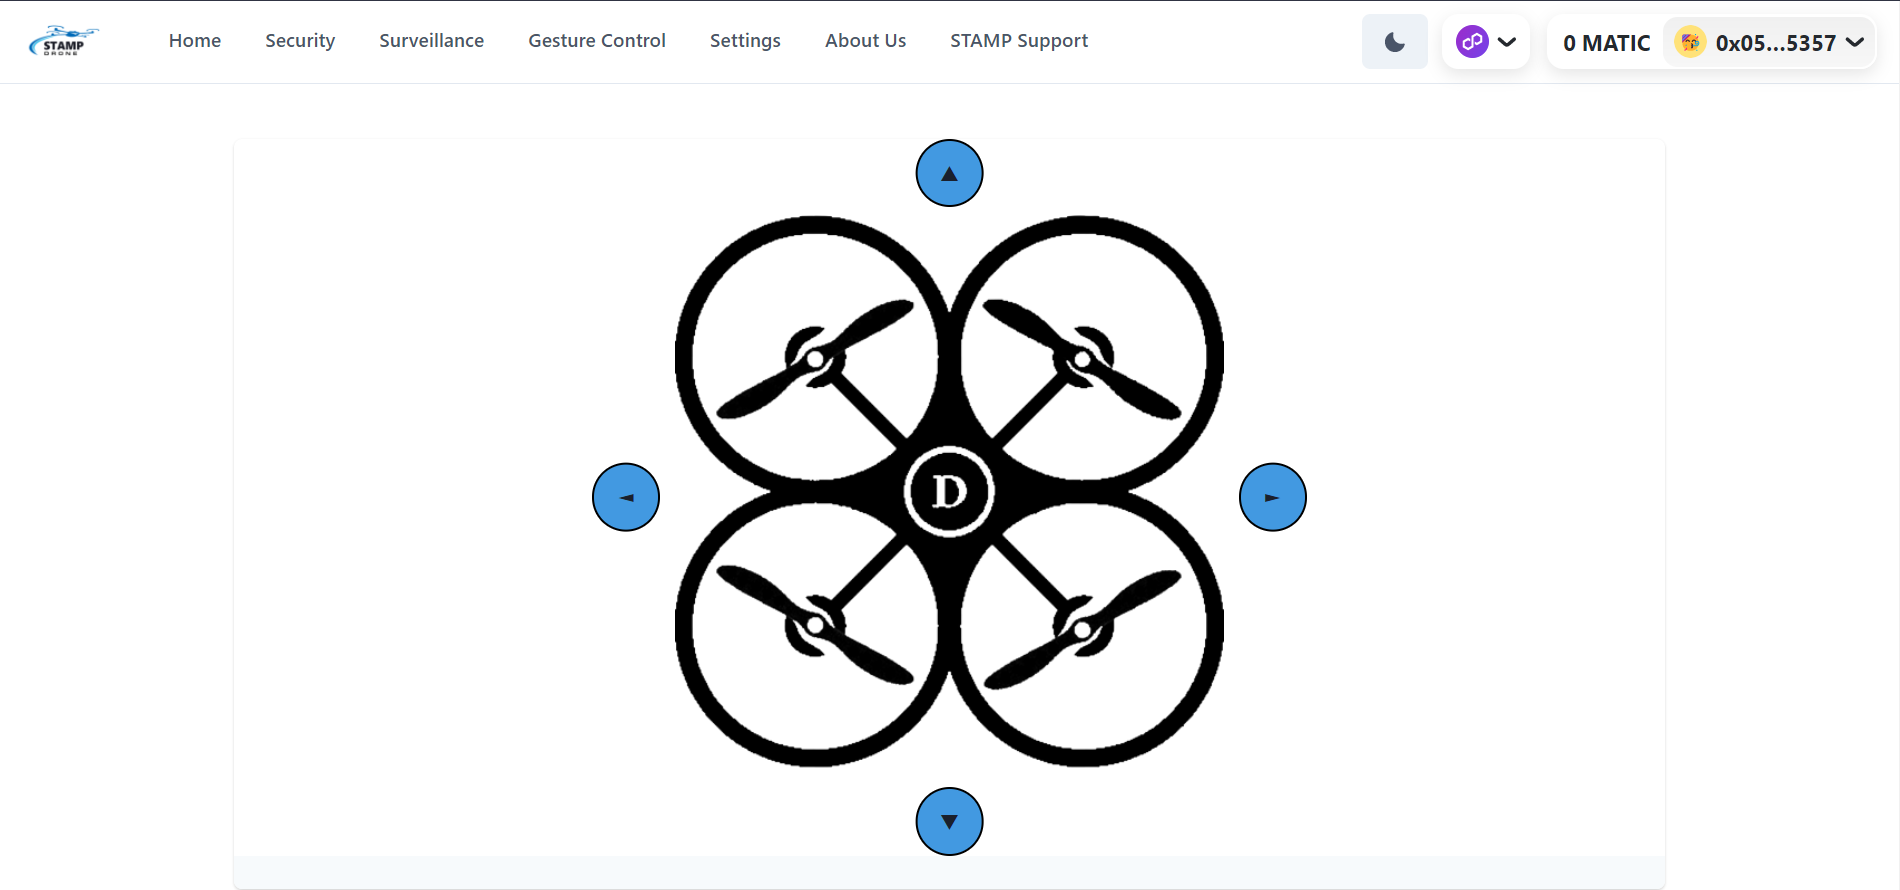 STAMP
DRONE
Home Security Surveillance Gesture Control Settings About Us STAMP Support
0 MATIC 0x05...5357
D